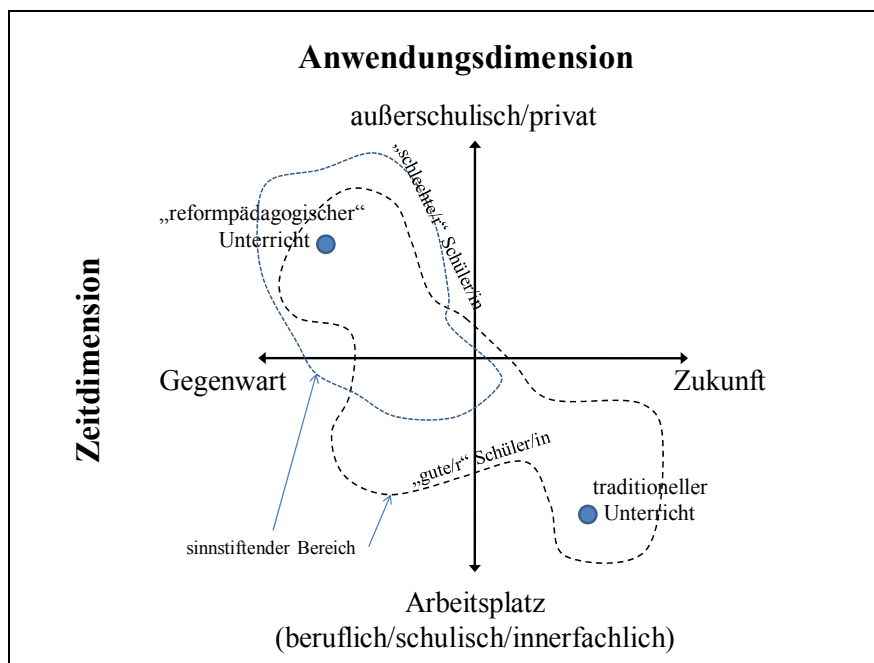 Anwendungsdimension
außerschulisch/privat
„schlechte/r“ Schüler/in
„reformpädagogischer“
Unterricht
Zeitdimension
Gegenwart
Zukunft
„gute/r“ Schüler/in
traditioneller
Unterricht
sinnstiftender Bereich
Arbeitsplatz
(beruflich/schulisch/innerfachlich)